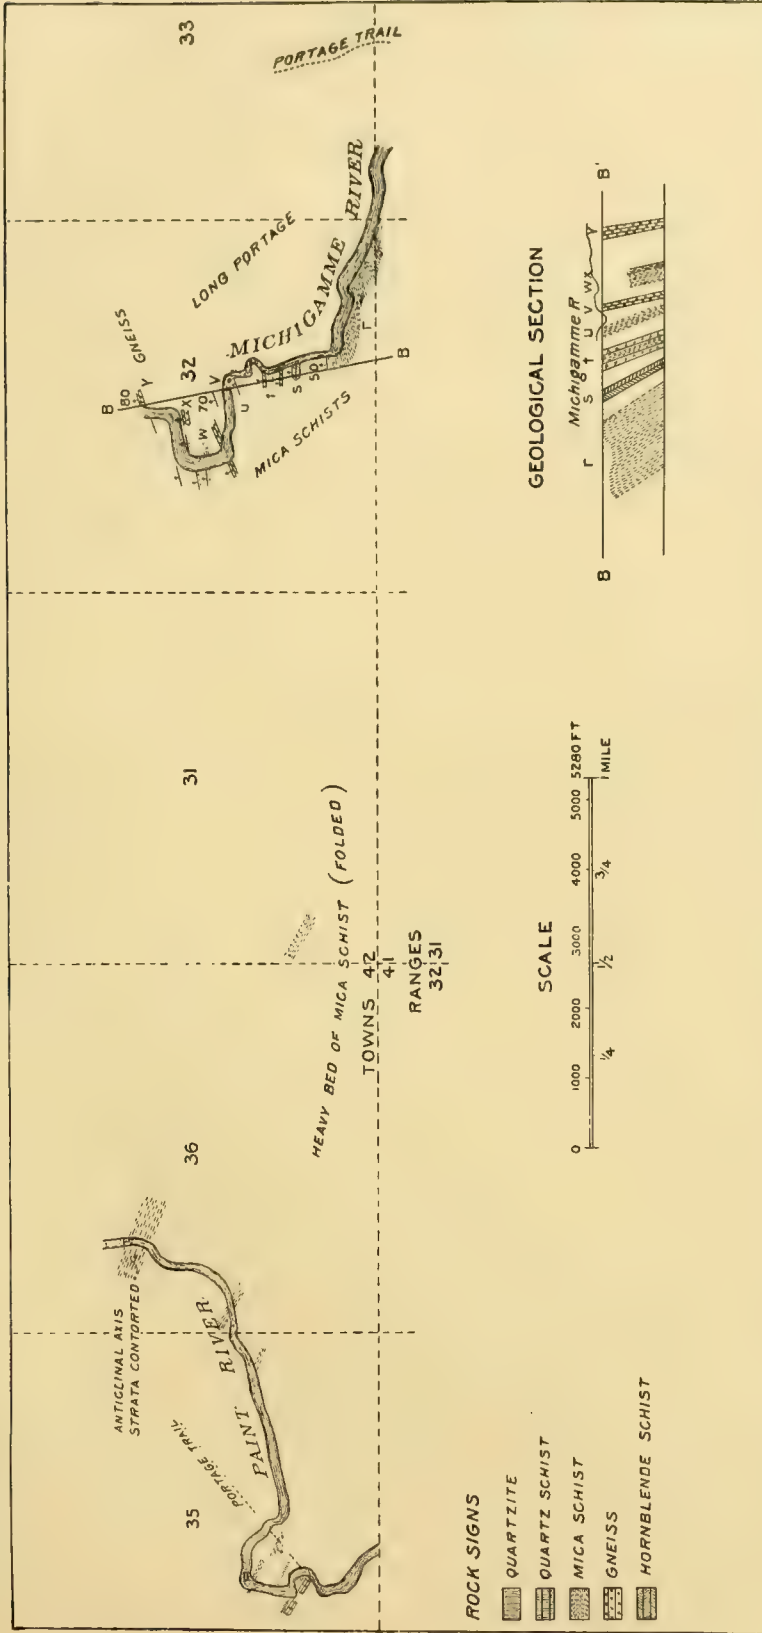 ANTICLINAL AXIS
STRATA CONTORTED
35
PORTAGE TRAIL
PAINT RIVER
36
HEAVY BED OF MICA SCHIST (FOLDED)
31
TOWNS 42
41
RANGES
32 31
B
80
Y GNEISS
32
X
W
70
V
U
t
S
50
r
B
MICA SCHISTS
LONG PORTAGE
MICHIGAMME RIVER
33
PORTAGE TRAIL
ROCK SIGNS
QUARTZITE
QUARTZ SCHIST
MICA SCHIST
GNEISS
HORNBLENDE SCHIST
SCALE
0 1000 2000 3000 4000 5000 5280 FT
1/4 1/2 3/4 1 MILE
GEOLOGICAL SECTION
Michigamme R
B r S t U V W X Y B'